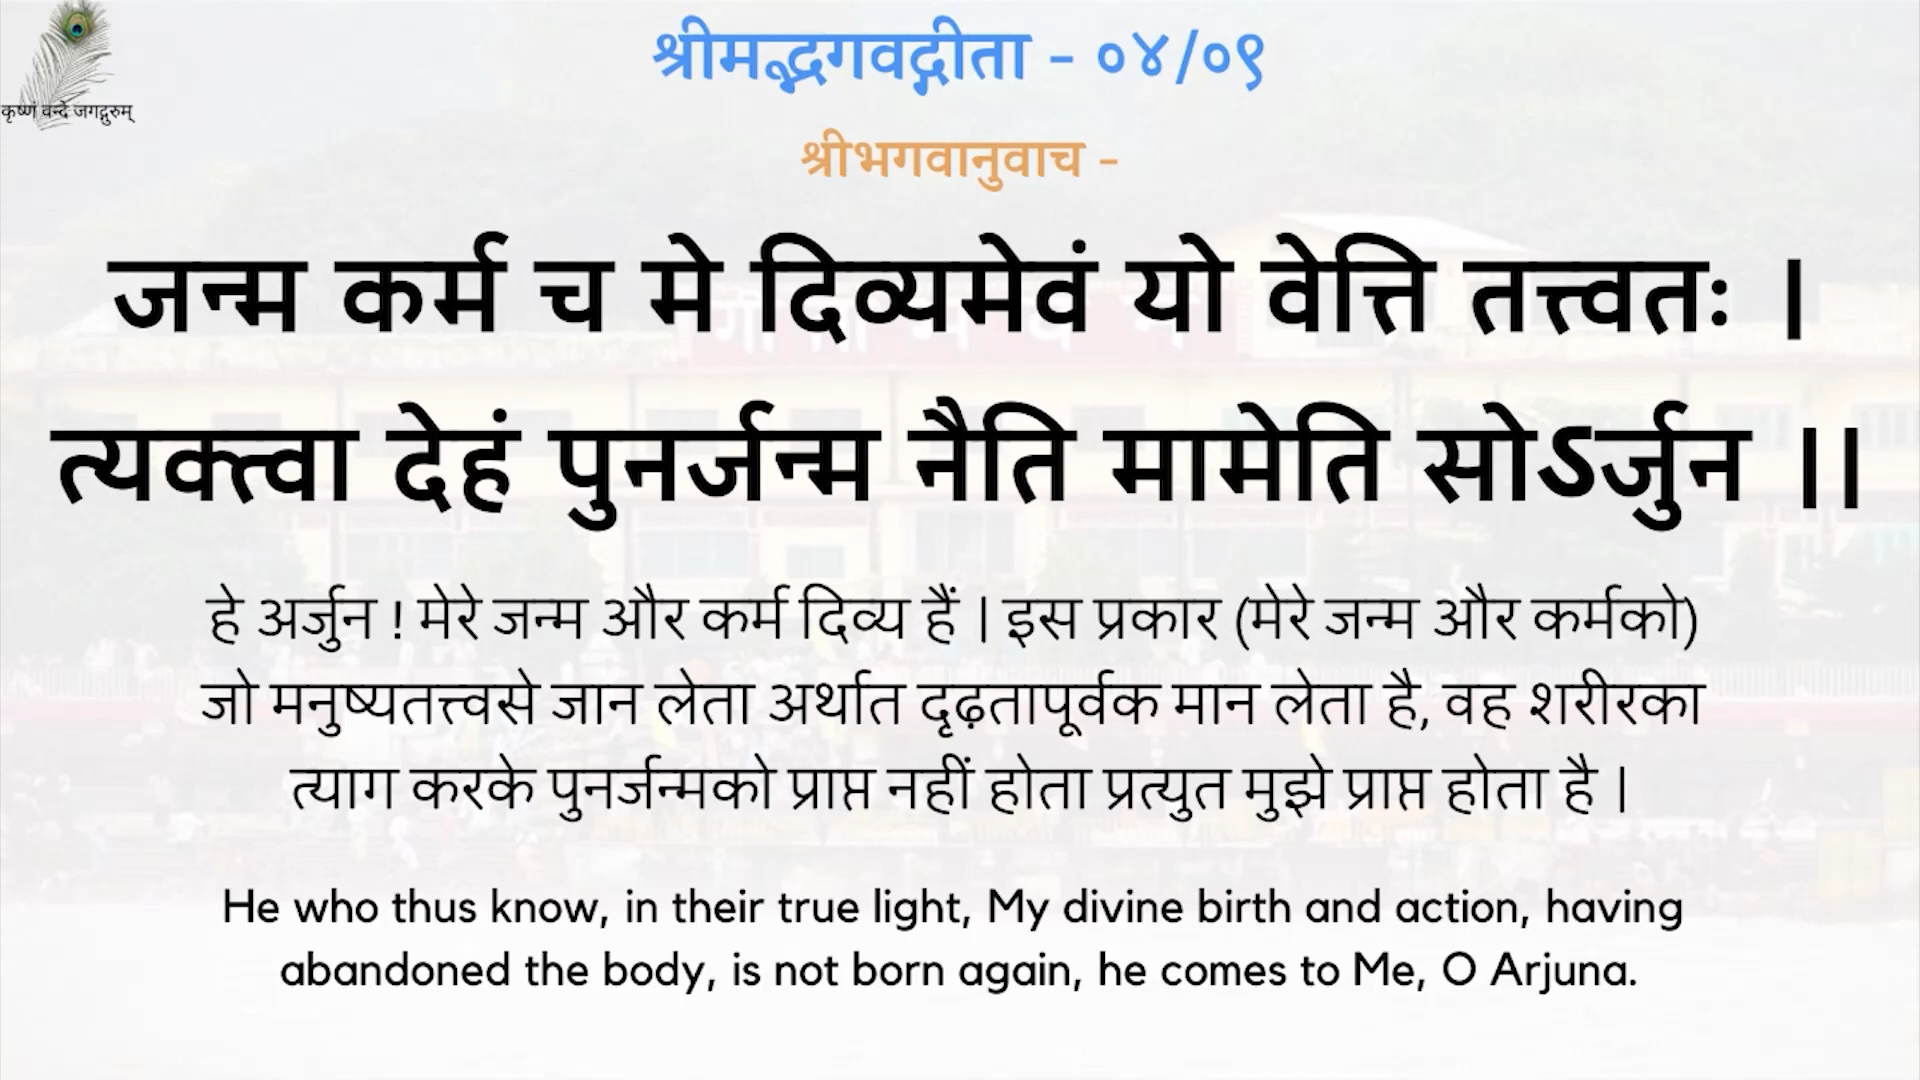 कृष्णं वन्दे जगद्गुरुम्
श्रीमद्भगवद्गीता - ०४/०९
श्रीभगवानुवाच -
जन्म कर्म च मे दिव्यमेवं यो वेत्ति तत्त्वतः |
त्यक्त्वा देहं पुनर्जन्म नैति मामेति सोऽर्जुन ||
हे अर्जुन ! मेरे जन्म और कर्म दिव्य हैं | इस प्रकार (मेरे जन्म और कर्मको)
जो मनुष्यतत्त्वसे जान लेता अर्थात दृढ़तापूर्वक मान लेता है, वह शरीरका
त्याग करके पुनर्जन्मको प्राप्त नहीं होता प्रत्युत मुझे प्राप्त होता है |
He who thus know, in their true light, My divine birth and action, having
abandoned the body, is not born again, he comes to Me, O Arjuna.